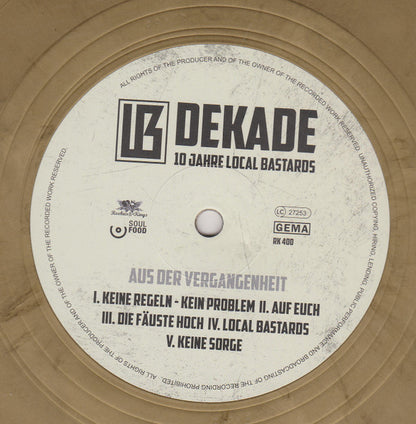 ALL RIGHTS OF THE PRODUCER AND OF THE OWNER OF THE RECORDED WORK RESERVED. UNAUTHORIZED COPYING, HIRING, LENDING, PUBLIC PERFORMANCE AND BROADCASTING OF THE RECORDING PROHIBITED. ALL RIGHTS OF THE PRODUCER AND OF THE OWNER OF THE RECORDED WORK RESERVED.
LB
DEKADE
10 JAHRE LOCAL BASTARDS
SOUL
FOOD
LC 27253
GEMA
RK 400
AUS DER VERGANGENHEIT
I. KEINE REGELN - KEIN PROBLEM II. AUF EUCH
III. DIE FÄUSTE HOCH IV. LOCAL BASTARDS
V. KEINE SORGE